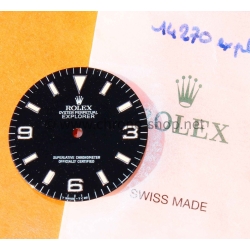 14270
ROLEX
OYSTER PERPETUAL
EXPLORER
3
9
6
SUPERLATIVE CHRONOMETER
OFFICIALLY CERTIFIED
ROLEX
SWISS MADE